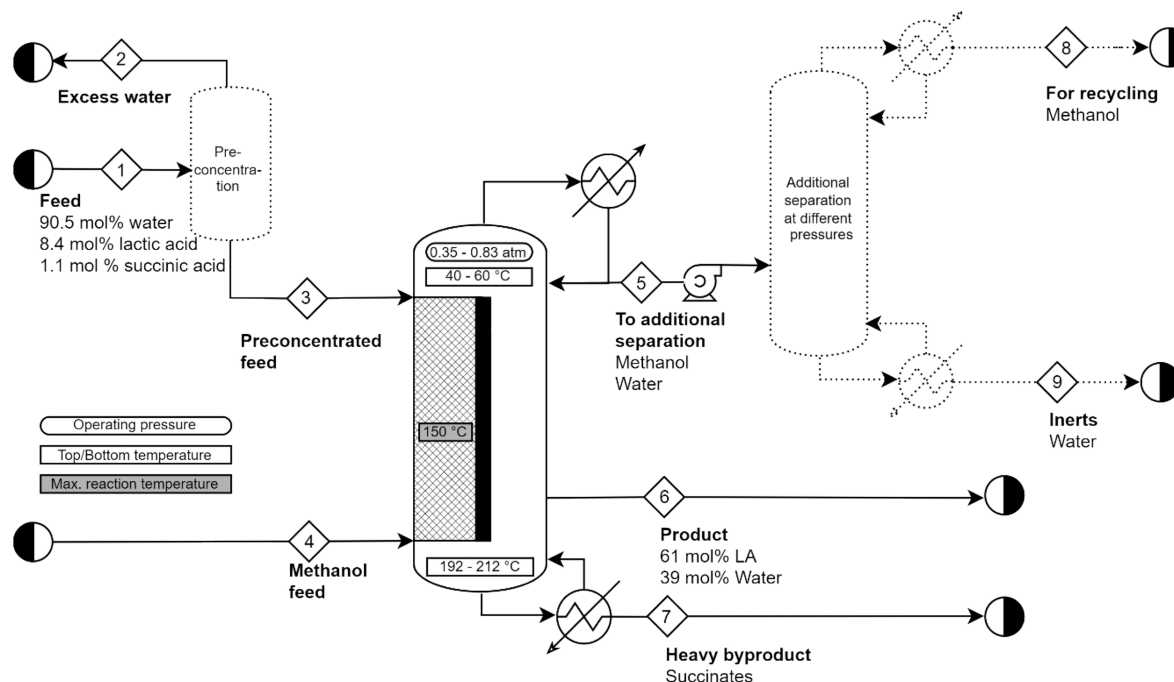 2
Excess water
1
Feed
90.5 mol% water
8.4 mol% lactic acid
1.1 mol % succinic acid
Pre-
concentra-
tion
3
Preconcentrated
feed
Operating pressure
Top/Bottom temperature
Max. reaction temperature
4
Methanol
feed
0.35 - 0.83 atm
40 - 60 °C
150 °C
192 - 212 °C
5
To additional
separation
Methanol
Water
Additional
separation
at different
pressures
8
For recycling
Methanol
9
Inerts
Water
6
Product
61 mol% LA
39 mol% Water
7
Heavy byproduct
Succinates